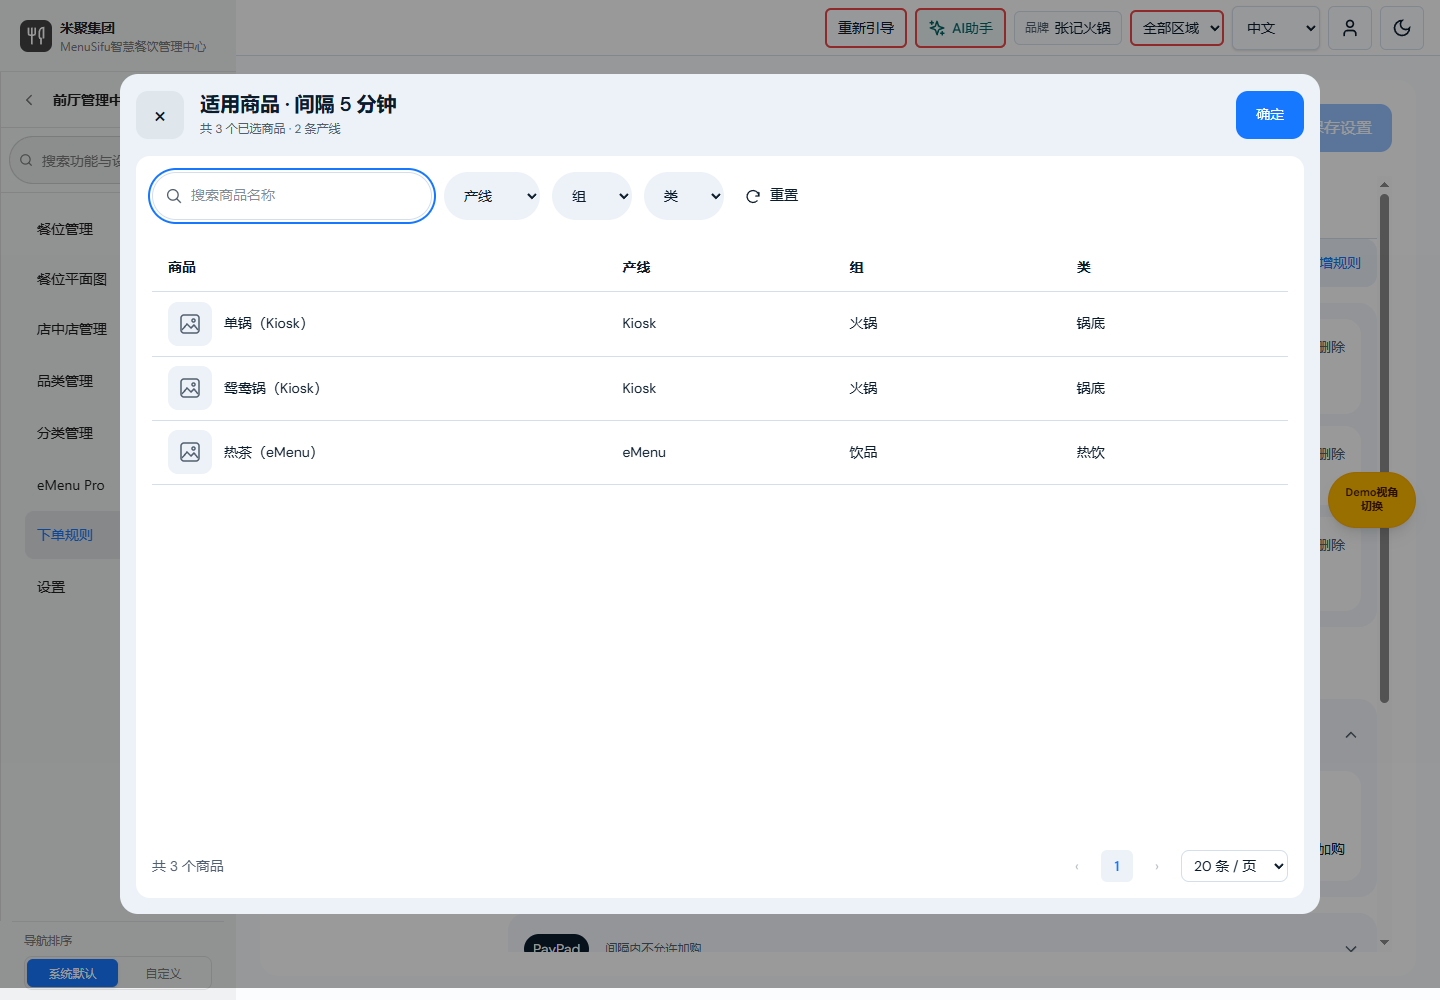 米聚集团
MenuSifu智慧餐饮管理中心
重新引导
AI助手
品牌 张记火锅
全部区域
中文
前厅管理中
搜索功能与设
餐位管理
餐位平面图
店中店管理
品类管理
分类管理
eMenu Pro
下单规则
设置
导航排序
系统默认
自定义
×
适用商品 · 间隔 5 分钟
共 3 个已选商品 · 2 条产线
确定
保存设置
搜索商品名称
产线
组
类
重置
商品 产线 组 类
单锅（Kiosk） Kiosk 火锅 锅底
鸳鸯锅（Kiosk） Kiosk 火锅 锅底
热茶（eMenu） eMenu 饮品 热饮
共 3 个商品
‹ 1 ›
20 条 / 页
增规则
删除
删除
Demo视角
切换
删除
加购
PayPad
间隔内不允许加购